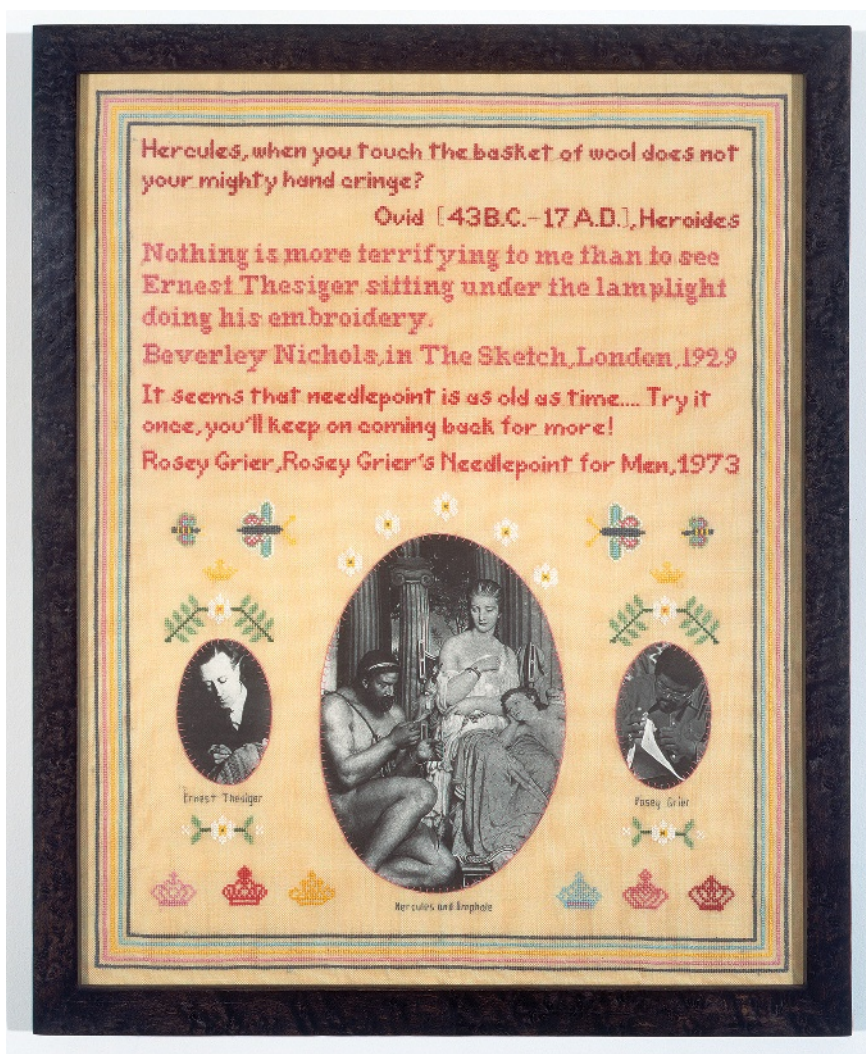 Hercules, when you touch the basket of wool does not
your mighty hand cringe?
Ovid [43B.C.-17A.D.], Heroides
Nothing is more terrifying to me than to see
Ernest Thesiger sitting under the lamplight
doing his embroidery.
Beverley Nichols, in The Sketch, London, 1929
It seems that needlepoint is as old as time.... Try it
once, you'll keep on coming back for more!
Rosey Grier, Rosey Grier's Needlepoint for Men, 1973
Ernest Thesiger
Rosey Grier
Hercules and Omphale